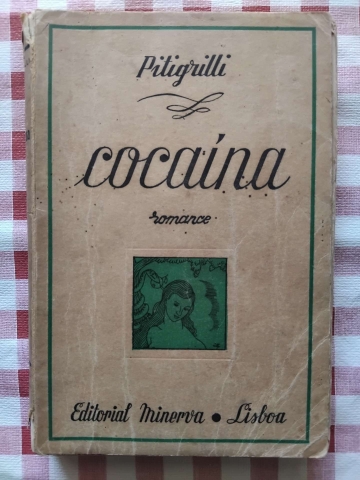 Pitigrilli
cocaína
romance
Editorial Minerva • Lisboa